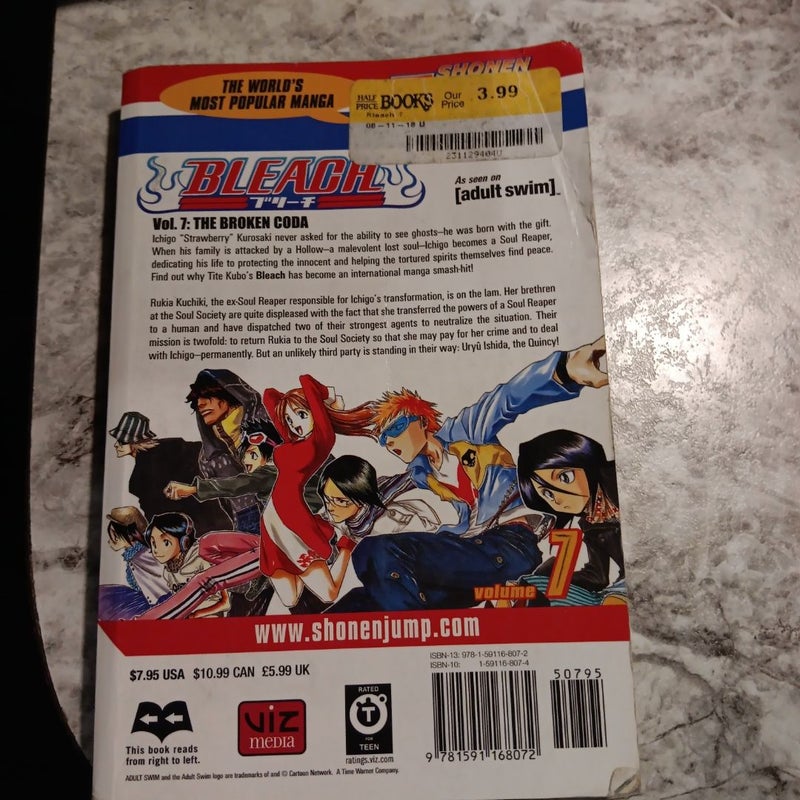 THE WORLD'S
MOST POPULAR MANGA
SHONEN
HALF
PRICE BOOKS
Our
Price
3.99
Bleach 7
08-11-18 U
231129404U
BLEACH
ブリーチ
As seen on
[adult swim]™
Vol. 7: THE BROKEN CODA
Ichigo "Strawberry" Kurosaki never asked for the ability to see ghosts—he was born with the gift.
When his family is attacked by a Hollow—a malevolent lost soul—Ichigo becomes a Soul Reaper,
dedicating his life to protecting the innocent and helping the tortured spirits themselves find peace.
Find out why Tite Kubo's Bleach has become an international manga smash-hit!
Rukia Kuchiki, the ex-Soul Reaper responsible for Ichigo's transformation, is on the lam. Her brethren
at the Soul Society are quite displeased with the fact that she transferred the powers of a Soul Reaper
to a human and have dispatched two of their strongest agents to neutralize the situation. Their
mission is twofold: to return Rukia to the Soul Society so that she may pay for her crime and to deal
with Ichigo—permanently. But an unlikely third party is standing in their way: Uryû Ishida, the Quincy!
volume 7
www.shonenjump.com
$7.95 USA $10.99 CAN £5.99 UK
ISBN-13: 978-1-59116-807-2
ISBN-10: 1-59116-807-4
50795
This book reads
from right to left.
VIZ
MEDIA
RATED
T
FOR
TEEN
ratings.viz.com
9 781591 168072
ADULT SWIM and the Adult Swim logo are trademarks of and © Cartoon Network. A Time Warner Company.